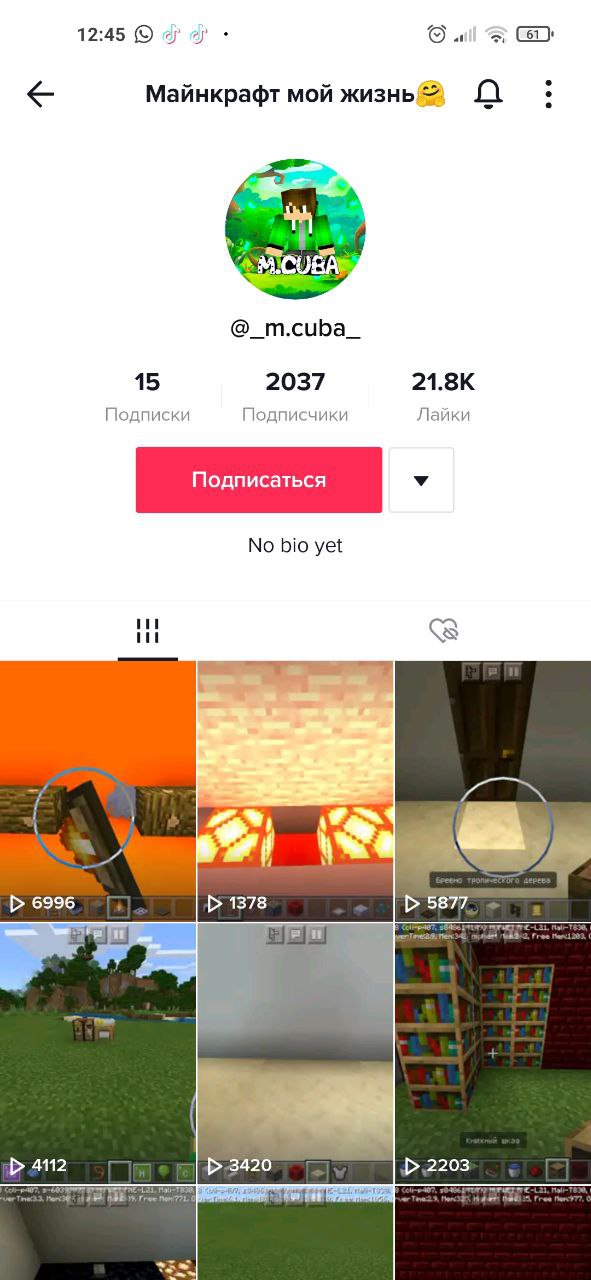 12:45
61
Майнкрафт мой жизнь🤗
M.CUBA
@_m.cuba_
15 2037 21.8K
Подписки Подписчики Лайки
Подписаться
No bio yet
Бревно тропического дерева
6996 1378 5877
Книжный шкаф
4112 3420 2203